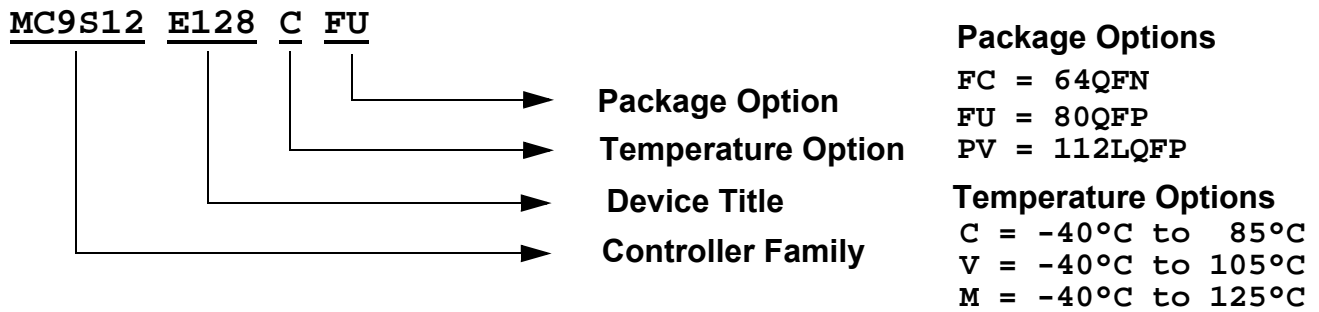 MC9S12 E128 C FU
Package Option
Temperature Option
Device Title
Controller Family
Package Options
FC = 64QFN
FU = 80QFP
PV = 112LQFP
Temperature Options
C = -40°C to 85°C
V = -40°C to 105°C
M = -40°C to 125°C